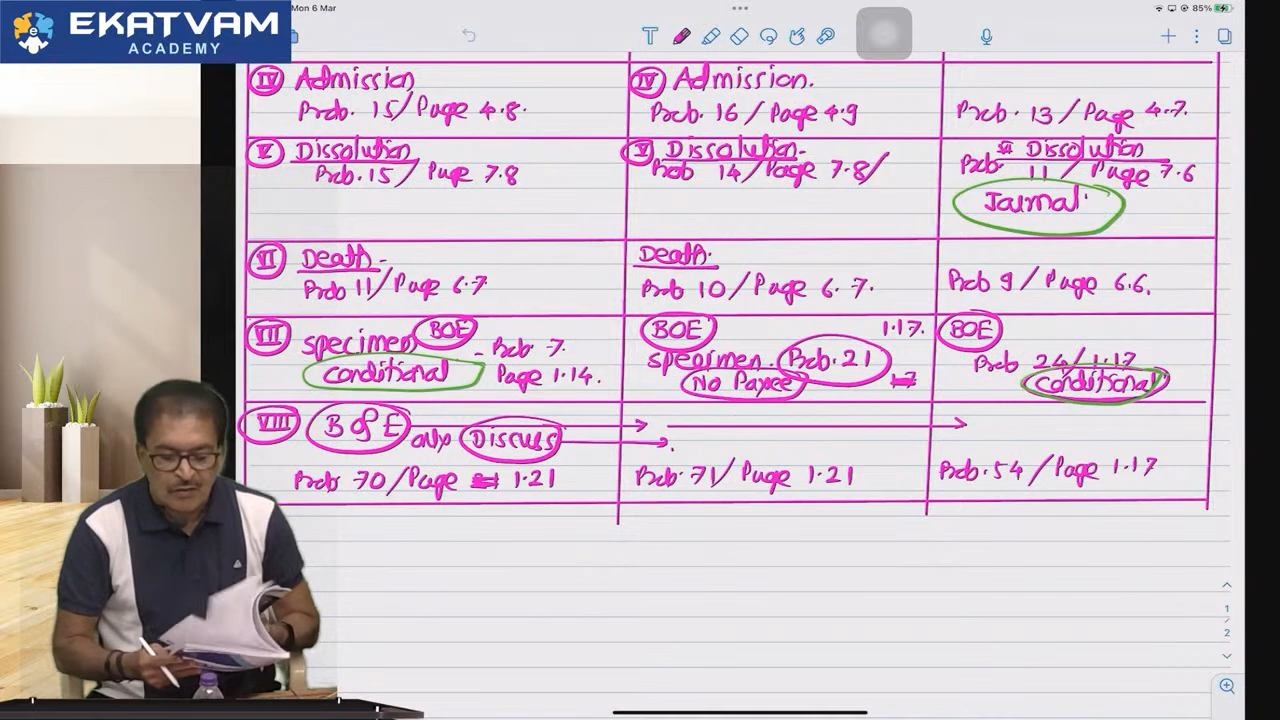 EKATVAM
ACADEMY
Mon 6 Mar
85%
IV Admission
Prob. 15/Page 4.8.
IV Admission.
Prob. 16/Page 4.9
Prob. 13/Page 4.7.
V Dissolution
Prob. 15/Page 7.8
V Dissolution-
Prob 14/Page 7.8/
Dissolution
Prob. 11/Page 7.6
Journal.
VI Death-
Prob 11/Page 6.7
Death.
Prob 10/Page 6.7.
Prob 9/Page 6.6.
VII Specimen BOE
- Prob. 7.
Conditional Page 1.14.
BOE 1.17.
Specimen. Prob. 21
No Payee
BOE
Prob 24/1.17
Conditional
VIII B of E only Discuss
Prob 70/Page 1.21
Prob. 71/Page 1.21
Prob. 54/Page 1.17
1
2